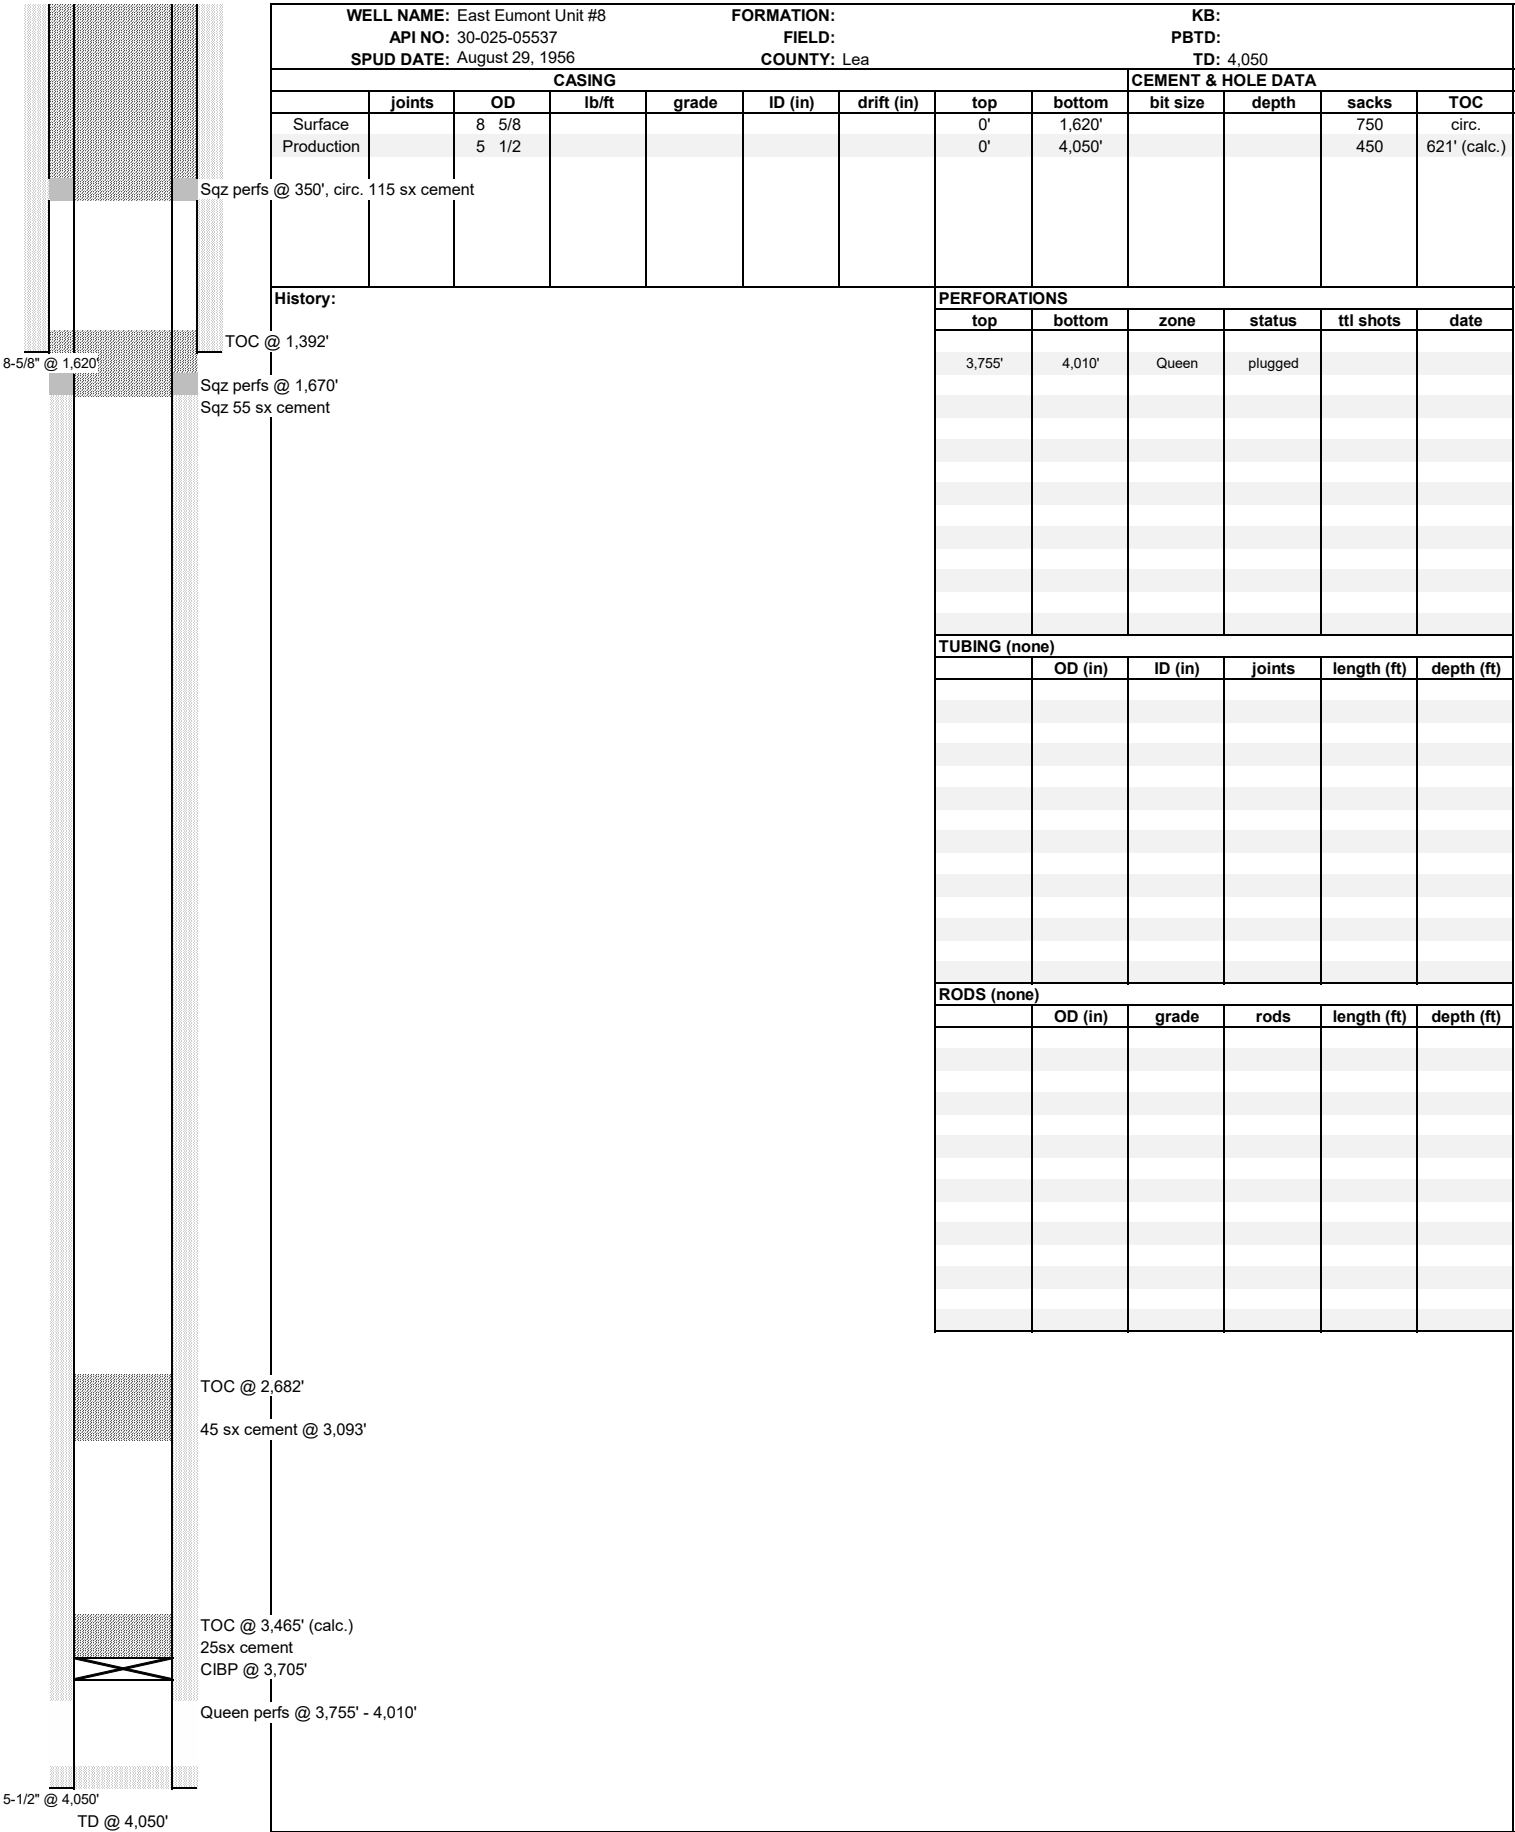 WELL NAME: East Eumont Unit #8 FORMATION: KB:
API NO: 30-025-05537 FIELD: PBTD:
SPUD DATE: August 29, 1956 COUNTY: Lea TD: 4,050
CASING CEMENT & HOLE DATA
joints OD lb/ft grade ID (in) drift (in) top bottom bit size depth sacks TOC
Surface 8 5/8 0' 1,620' 750 circ.
Production 5 1/2 0' 4,050' 450 621' (calc.)
Sqz perfs @ 350', circ. 115 sx cement
History: PERFORATIONS
top bottom zone status ttl shots date
TOC @ 1,392'
8-5/8" @ 1,620' 3,755' 4,010' Queen plugged
Sqz perfs @ 1,670'
Sqz 55 sx cement
TUBING (none)
OD (in) ID (in) joints length (ft) depth (ft)
RODS (none)
OD (in) grade rods length (ft) depth (ft)
TOC @ 2,682'
45 sx cement @ 3,093'
TOC @ 3,465' (calc.)
25sx cement
CIBP @ 3,705'
Queen perfs @ 3,755' - 4,010'
5-1/2" @ 4,050'
TD @ 4,050'